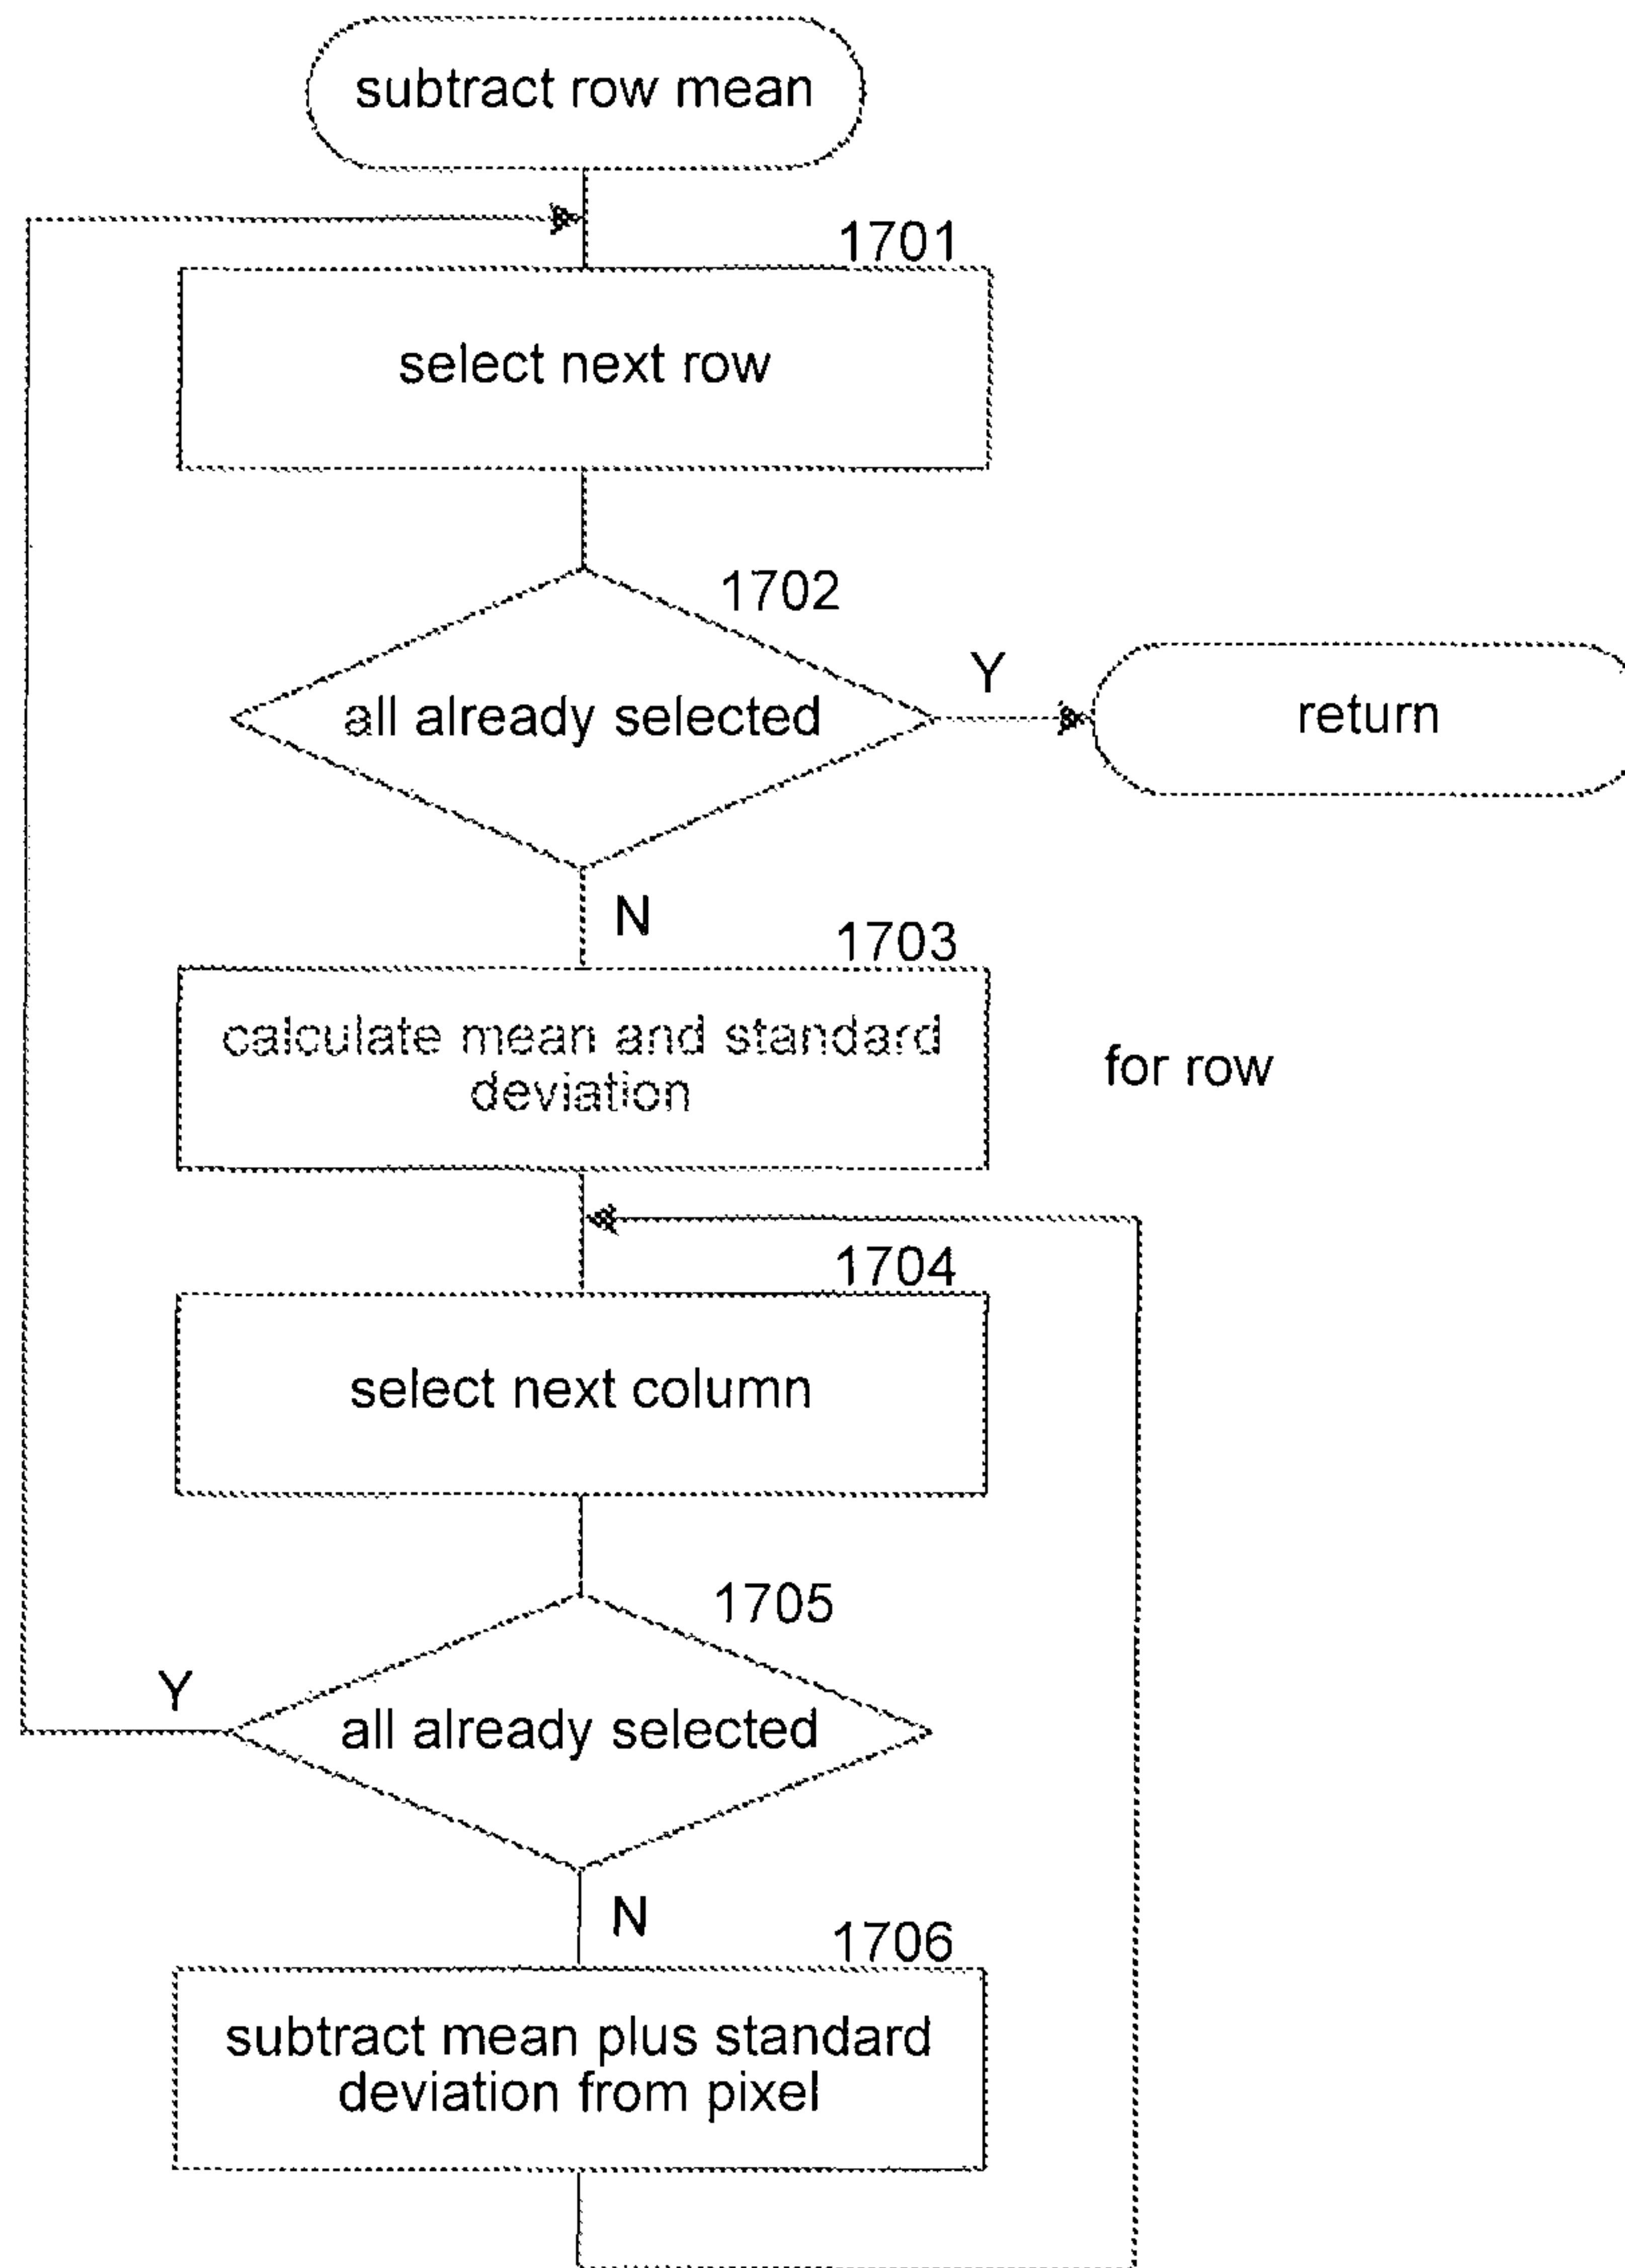 subtract row mean
1701
select next row
1702
all already selected
Y
return
N
1703
calculate mean and standard
deviation
for row
1704
select next column
1705
Y
all already selected
N
1706
subtract mean plus standard
deviation from pixel